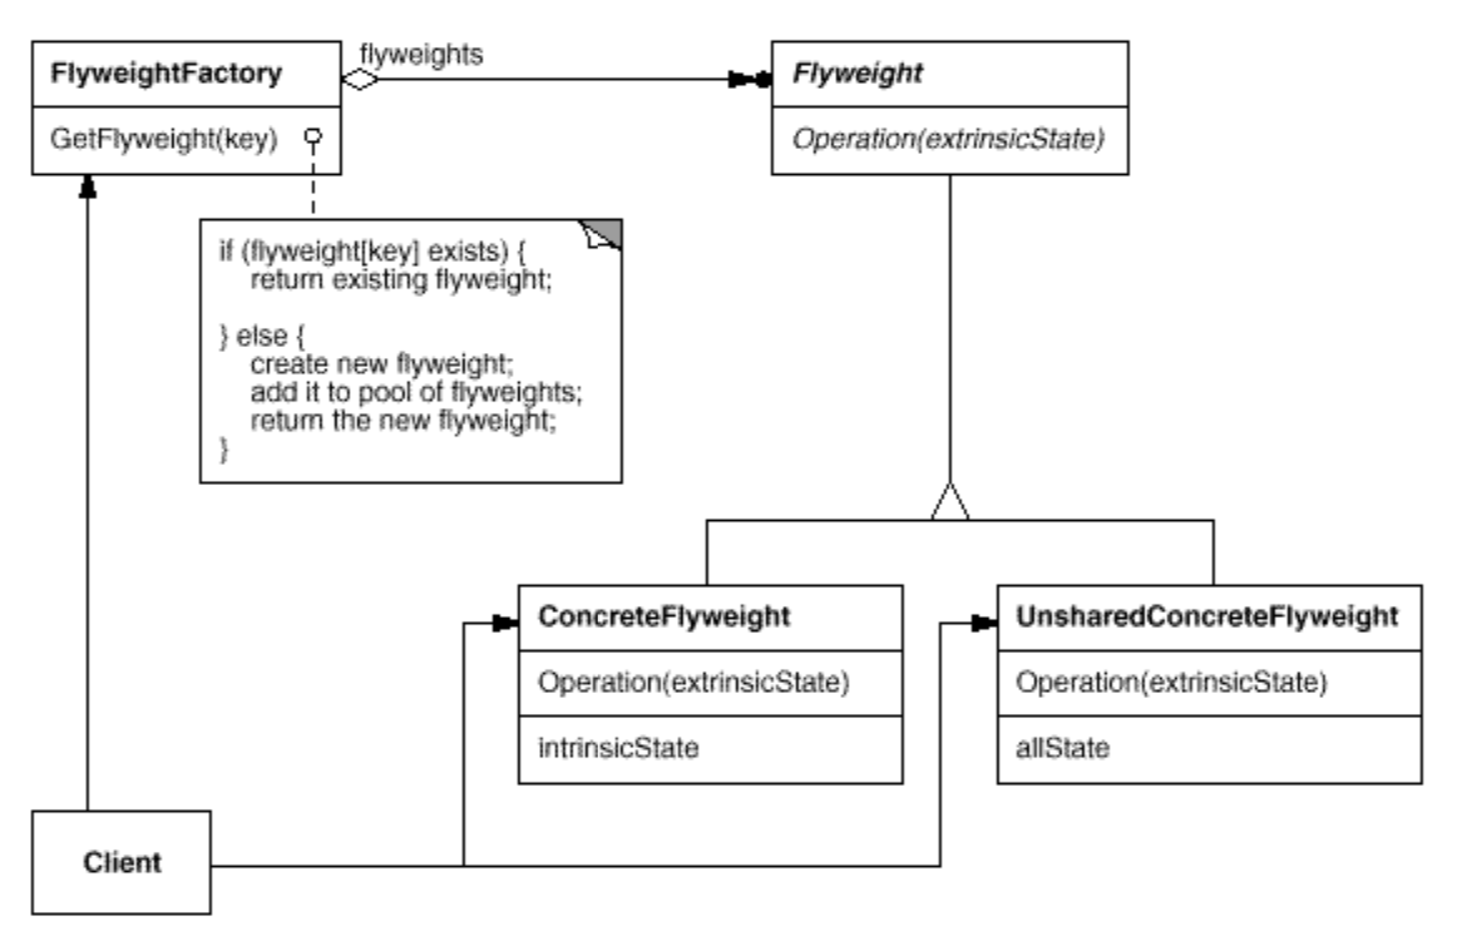 flyweights
FlyweightFactory
GetFlyweight(key)
Flyweight
Operation(extrinsicState)
if (flyweight[key] exists) {
return existing flyweight;
} else {
create new flyweight;
add it to pool of flyweights;
return the new flyweight;
}
ConcreteFlyweight
Operation(extrinsicState)
intrinsicState
UnsharedConcreteFlyweight
Operation(extrinsicState)
allState
Client